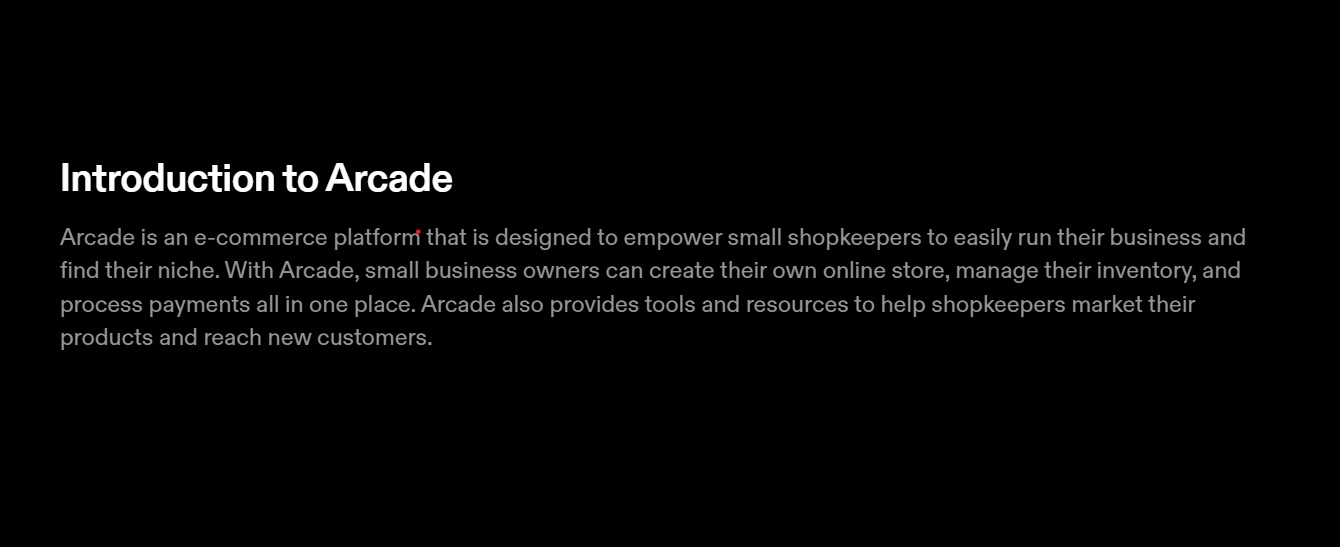 Introduction to Arcade
Arcade is an e-commerce platform that is designed to empower small shopkeepers to easily run their business and
find their niche. With Arcade, small business owners can create their own online store, manage their inventory, and
process payments all in one place. Arcade also provides tools and resources to help shopkeepers market their
products and reach new customers.